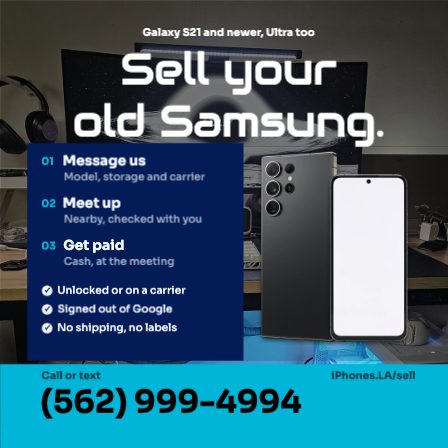 Galaxy S21 and newer, Ultra too
Sell your
old Samsung.
01 Message us
Model, storage and carrier
02 Meet up
Nearby, checked with you
03 Get paid
Cash, at the meeting
Unlocked or on a carrier
Signed out of Google
No shipping, no labels
Call or text
iPhones.LA/sell
(562) 999-4994